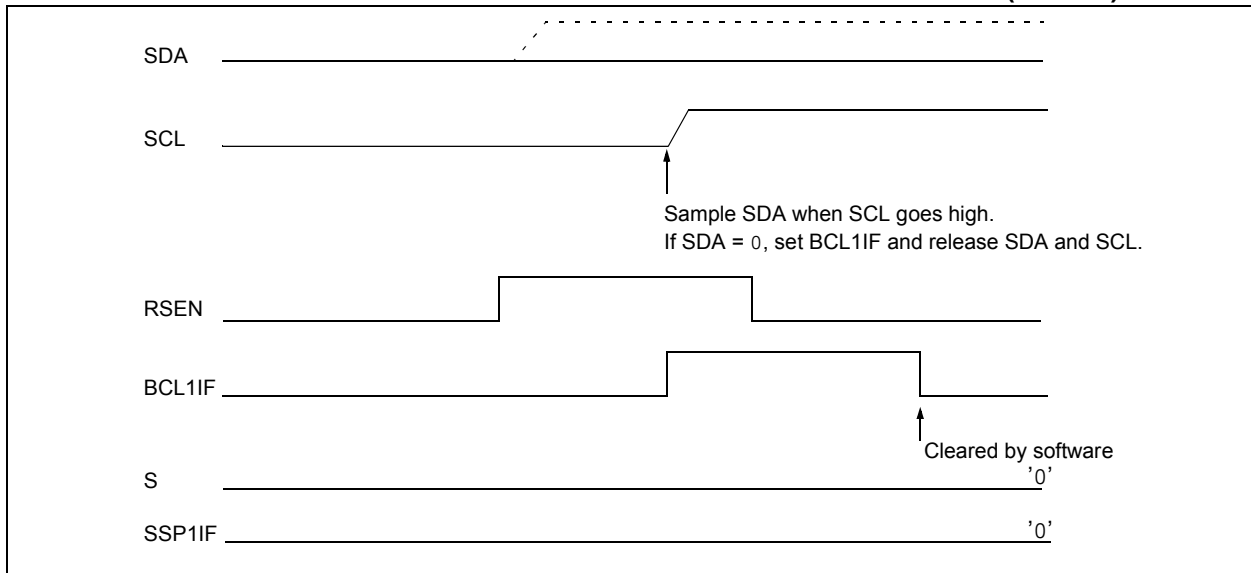 SDA
SCL
Sample SDA when SCL goes high.
If SDA = 0, set BCL1IF and release SDA and SCL.
RSEN
BCL1IF
Cleared by software
S
'0'
SSP1IF
'0'